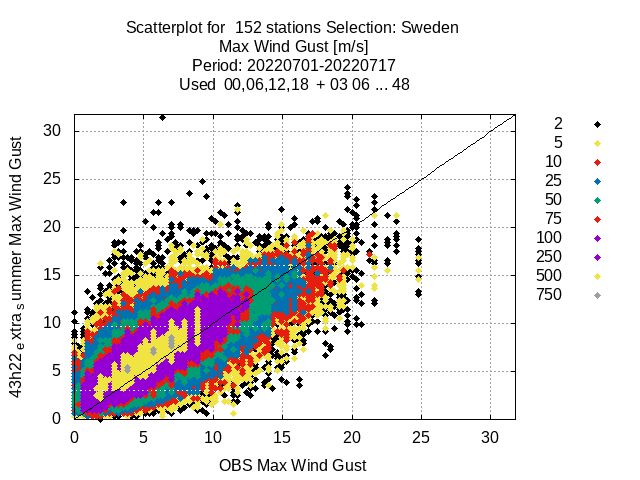 Scatterplot for  152 stations Selection: Sweden
Max Wind Gust [m/s]
Period: 20220701-20220717
Used  00,06,12,18  + 03 06 ... 48
43h22 e xtra s ummer Max Wind Gust
30
25
20
15
10
5
0
0 5 10 15 20 25 30
OBS Max Wind Gust
2
5
10
25
50
75
100
250
500
750